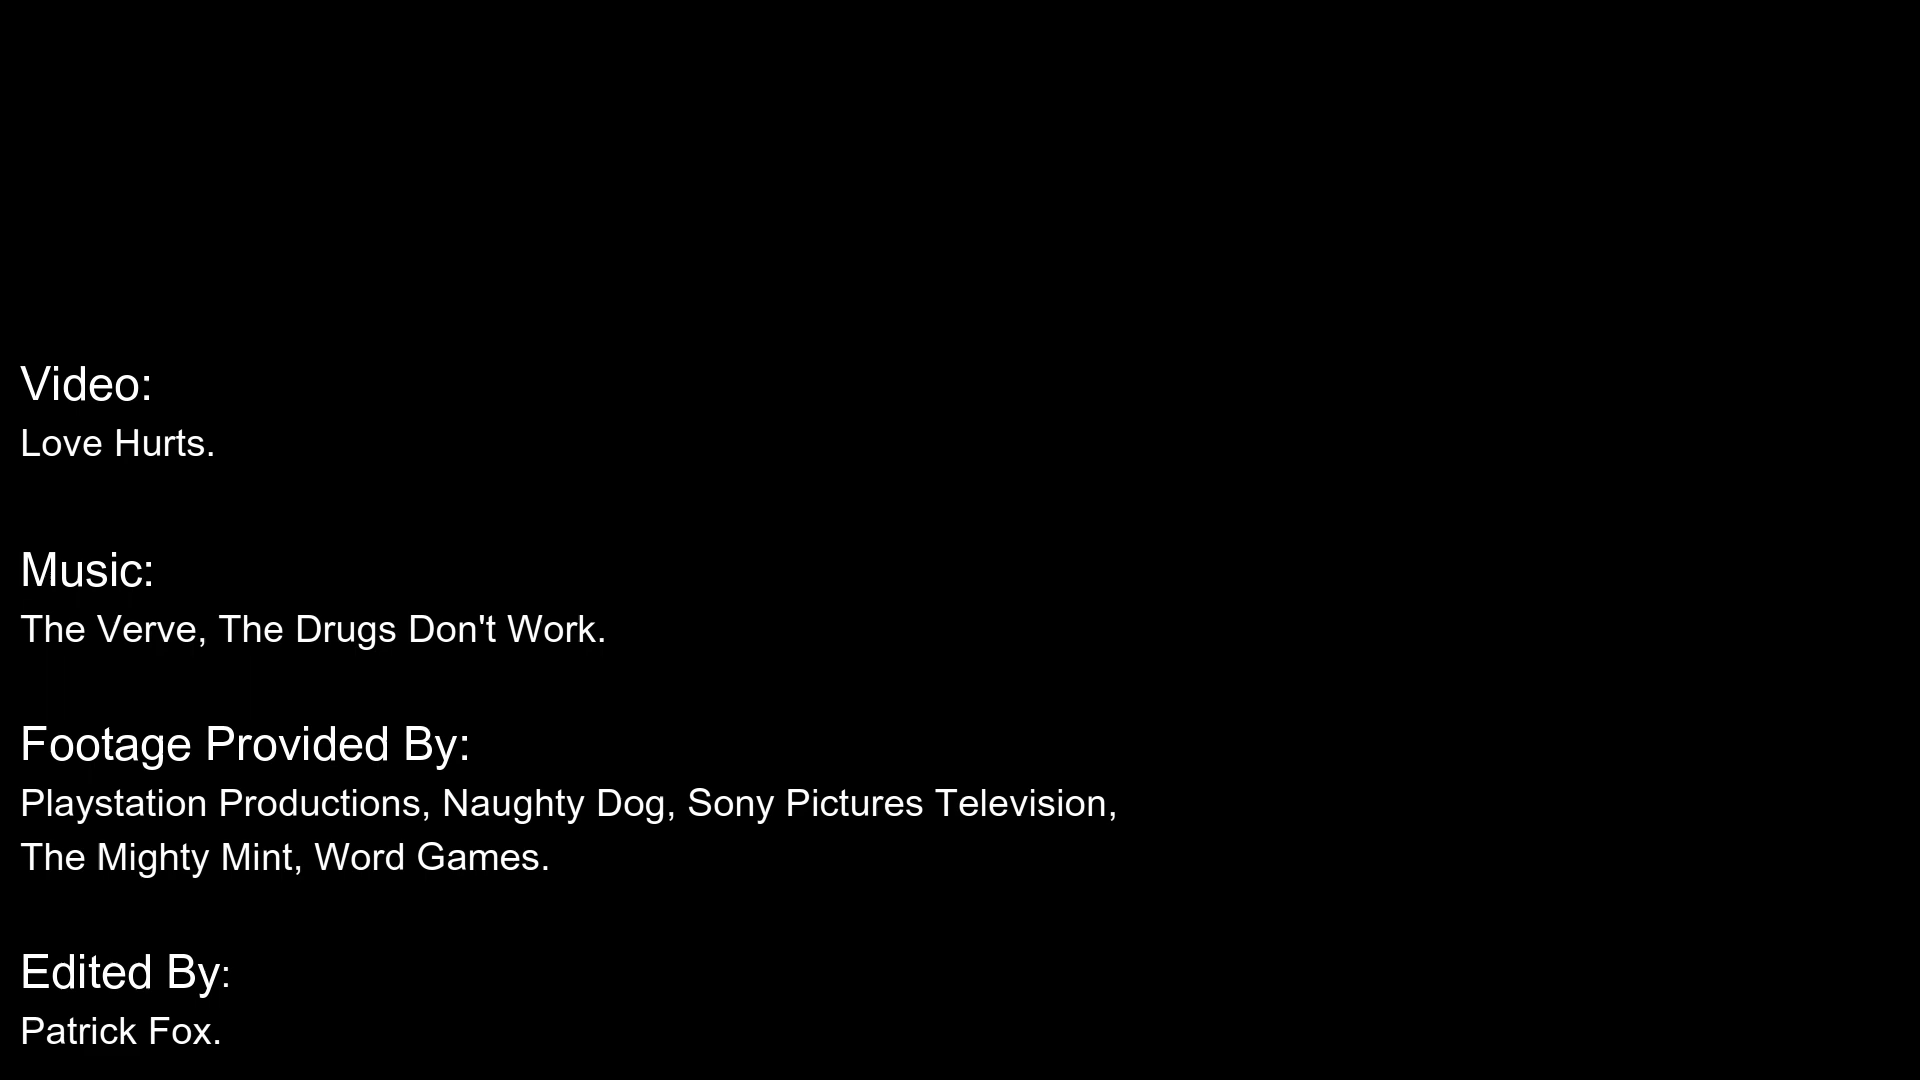 Video:
Love Hurts.
Music:
The Verve, The Drugs Don't Work.
Footage Provided By:
Playstation Productions, Naughty Dog, Sony Pictures Television,
The Mighty Mint, Word Games.
Edited By:
Patrick Fox.